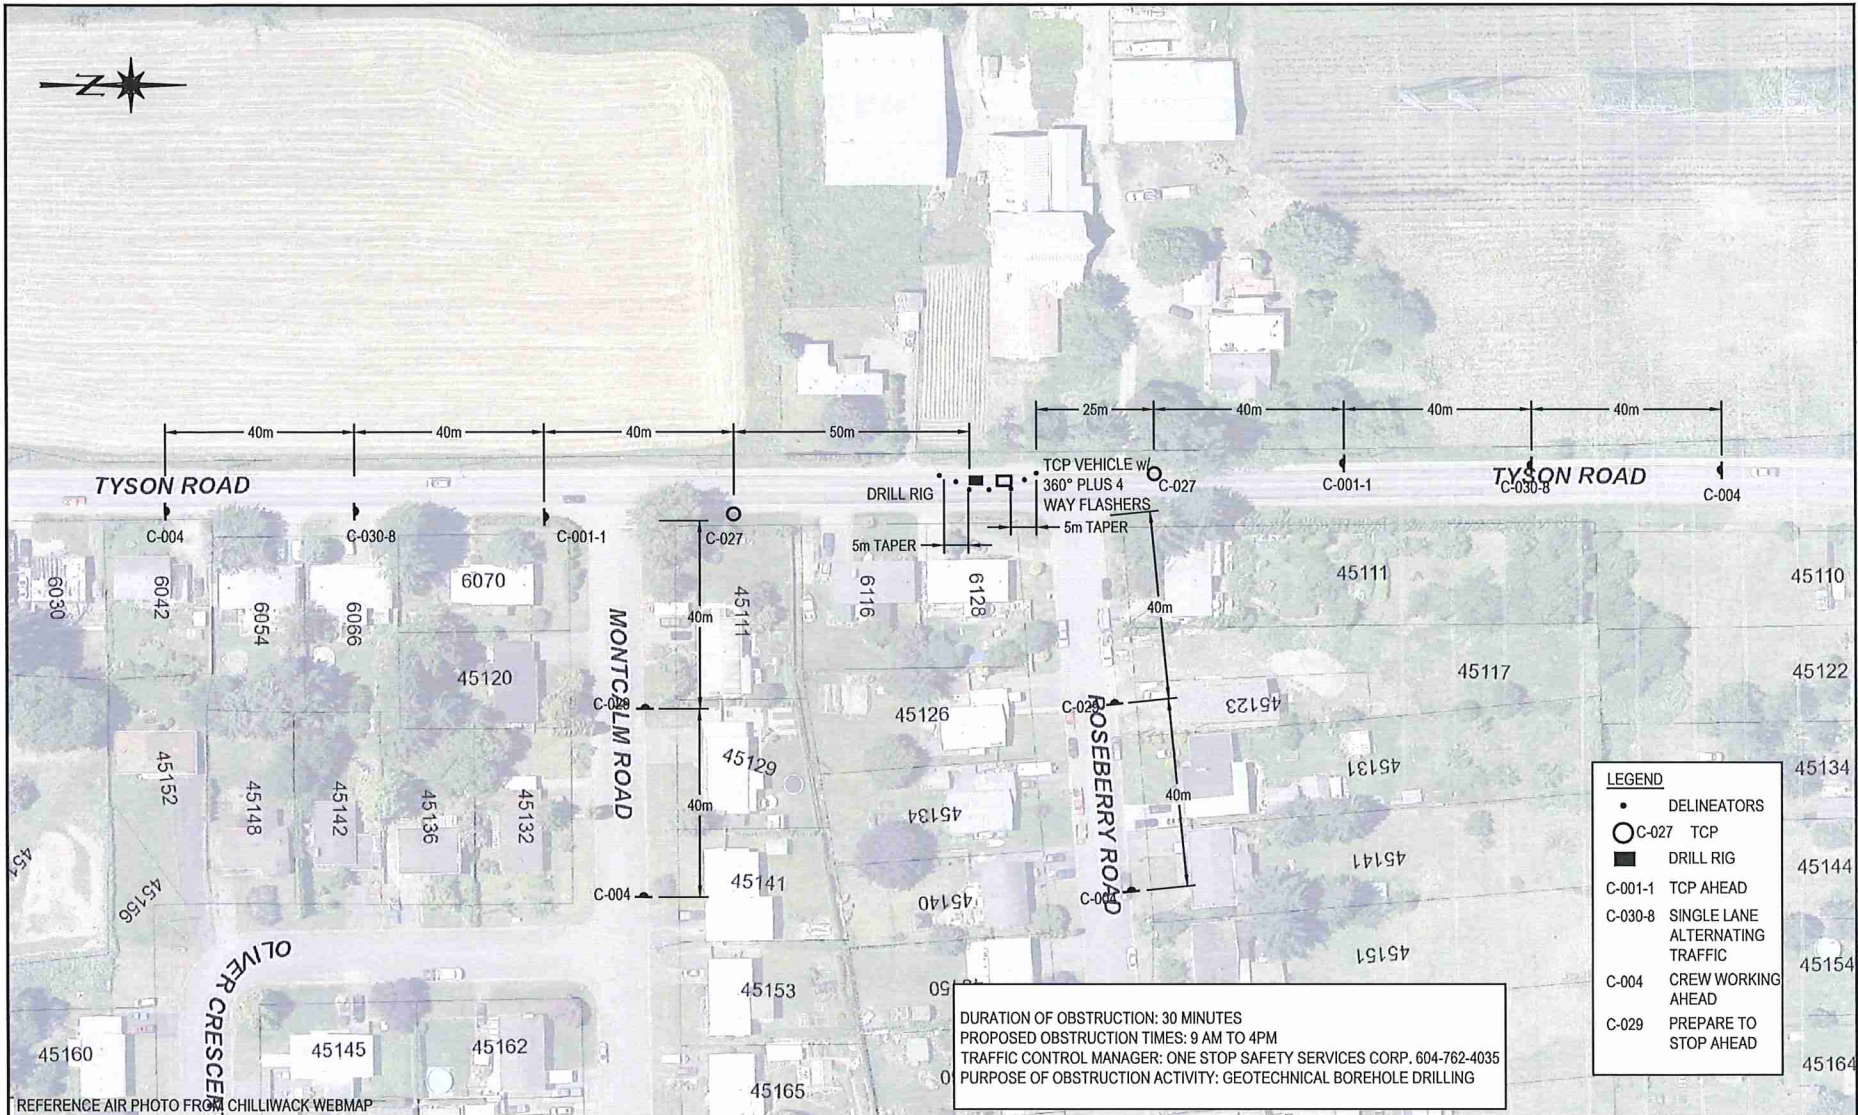 N
25m
40m
40m
40m
40m
40m
40m
50m
TYSON ROAD
TYSON ROAD
TCP VEHICLE w/
360° PLUS 4
WAY FLASHERS
DRILL RIG
C-027
C-001-1
C-030-8
C-004
C-004
C-030-8
C-001-1
C-027
5m TAPER
5m TAPER
6030
6042
6054
6066
6070
45111
6116
6128
45111
45110
40m
40m
MONTCALM ROAD
45120
45117
45122
C-029
C-029
45126
45123
45152
45148
45142
45136
45132
45129
45134
45131
45134
40m
40m
ROSEBERRY ROAD
45156
C-004
45141
45140
C-004
45141
45144
OLIVER CRESCEN
45153
45151
45154
45160
45145
45162
45165
45164
LEGEND
DELINEATORS
C-027 TCP
DRILL RIG
C-001-1 TCP AHEAD
C-030-8 SINGLE LANE
ALTERNATING
TRAFFIC
C-004 CREW WORKING
AHEAD
C-029 PREPARE TO
STOP AHEAD
DURATION OF OBSTRUCTION: 30 MINUTES
PROPOSED OBSTRUCTION TIMES: 9 AM TO 4PM
TRAFFIC CONTROL MANAGER: ONE STOP SAFETY SERVICES CORP. 604-762-4035
PURPOSE OF OBSTRUCTION ACTIVITY: GEOTECHNICAL BOREHOLE DRILLING
REFERENCE AIR PHOTO FROM CHILLIWACK WEBMAP